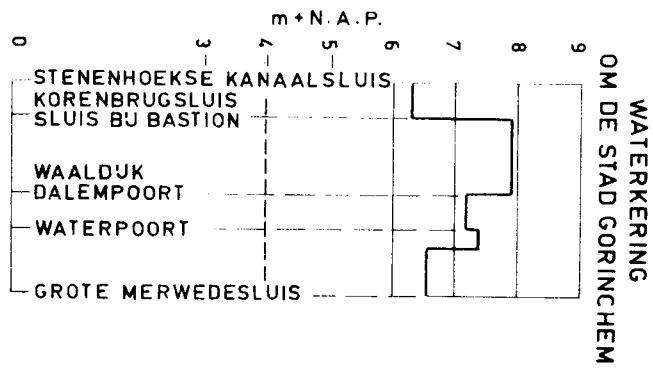 m + N.A.P.
0 3 4 5 6 7 8 9
STENENHOEKSE KANAALSLUIS
KORENBRUGSLUIS
SLUIS BIJ BASTION
WAALDIJK
DALEMPOORT
WATERPOORT
GROTE MERWEDESLUIS
WATERKERING
OM DE STAD GORINCHEM